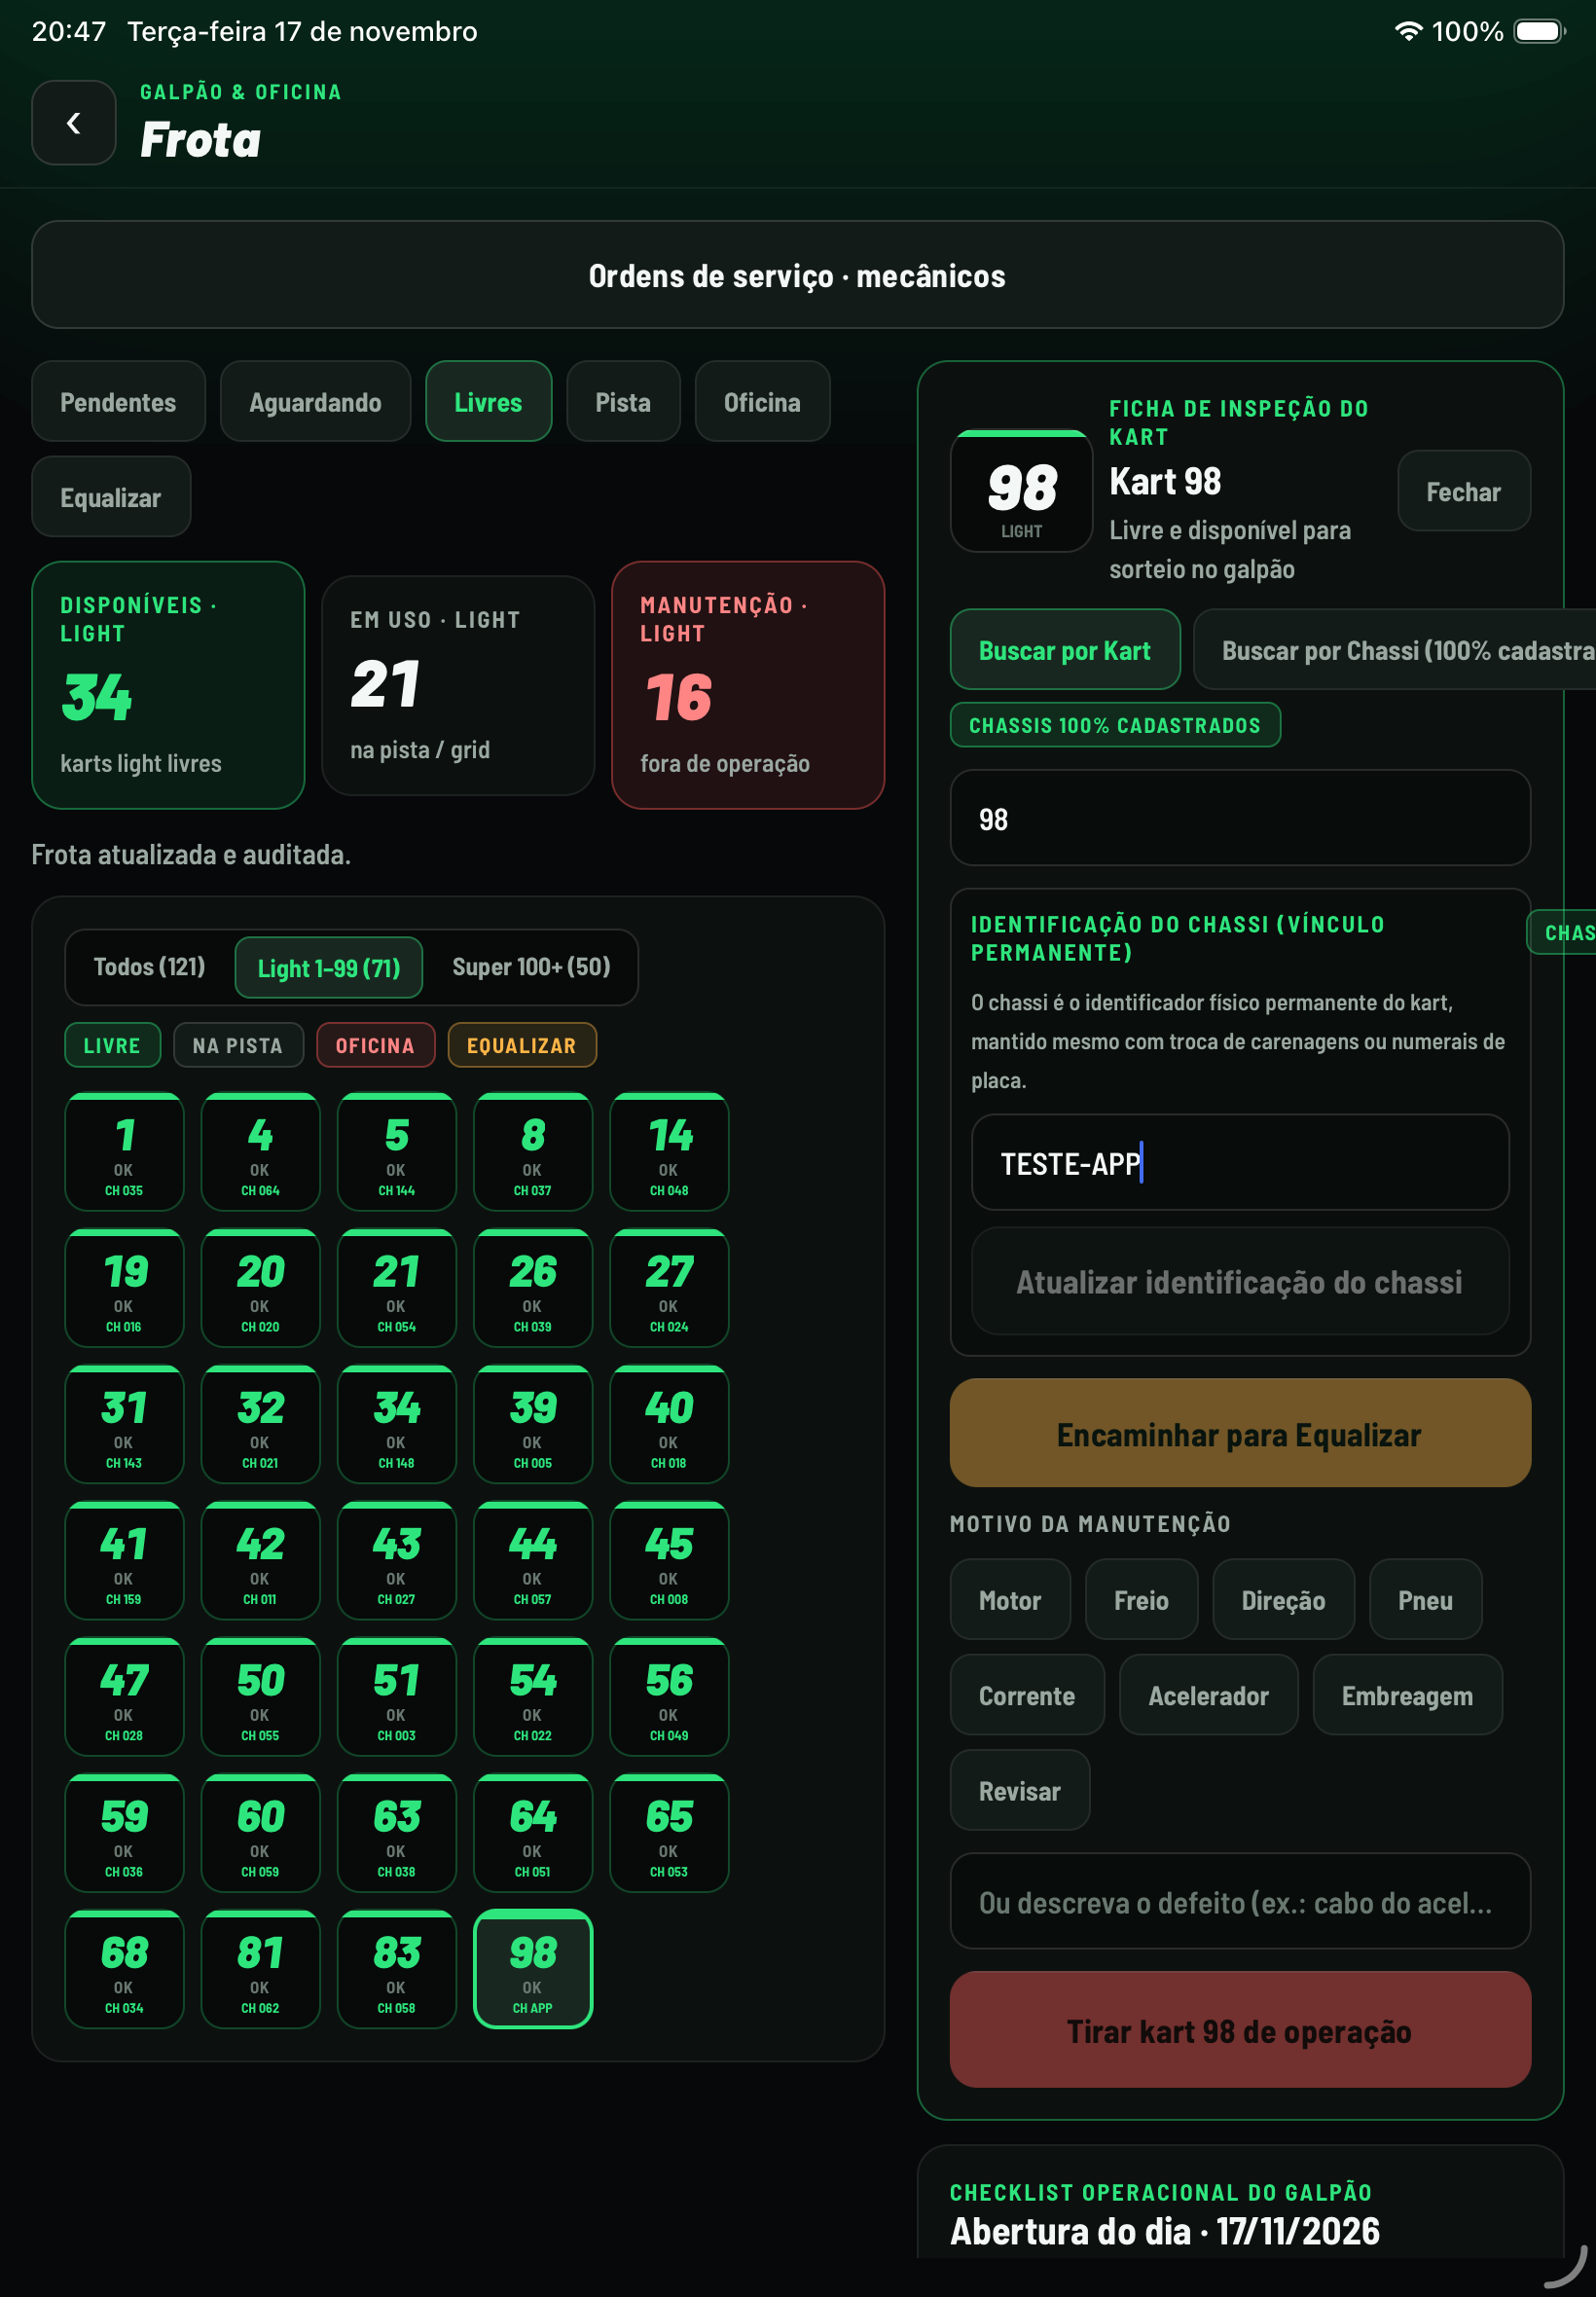 20:47 Terça-feira 17 de novembro
100%
‹
GALPÃO & OFICINA
Frota
Ordens de serviço · mecânicos
Pendentes
Aguardando
Livres
Pista
Oficina
Equalizar
DISPONÍVEIS ·
LIGHT
34
karts light livres
EM USO · LIGHT
21
na pista / grid
MANUTENÇÃO ·
LIGHT
16
fora de operação
Frota atualizada e auditada.
Todos (121)
Light 1–99 (71)
Super 100+ (50)
LIVRE
NA PISTA
OFICINA
EQUALIZAR
1
OK
CH 035
4
OK
CH 064
5
OK
CH 144
8
OK
CH 037
14
OK
CH 048
19
OK
CH 016
20
OK
CH 020
21
OK
CH 054
26
OK
CH 039
27
OK
CH 024
31
OK
CH 143
32
OK
CH 021
34
OK
CH 148
39
OK
CH 005
40
OK
CH 018
41
OK
CH 159
42
OK
CH 011
43
OK
CH 027
44
OK
CH 057
45
OK
CH 008
47
OK
CH 028
50
OK
CH 055
51
OK
CH 003
54
OK
CH 022
56
OK
CH 049
59
OK
CH 036
60
OK
CH 059
63
OK
CH 038
64
OK
CH 051
65
OK
CH 053
68
OK
CH 034
81
OK
CH 062
83
OK
CH 058
98
OK
CH APP
98
LIGHT
FICHA DE INSPEÇÃO DO
KART
Kart 98
Livre e disponível para
sorteio no galpão
Fechar
Buscar por Kart
Buscar por Chassi (100% cadastra
CHASSIS 100% CADASTRADOS
98
IDENTIFICAÇÃO DO CHASSI (VÍNCULO
PERMANENTE)
CHAS
O chassi é o identificador físico permanente do kart,
mantido mesmo com troca de carenagens ou numerais de
placa.
TESTE-APP
Atualizar identificação do chassi
Encaminhar para Equalizar
MOTIVO DA MANUTENÇÃO
Motor
Freio
Direção
Pneu
Corrente
Acelerador
Embreagem
Revisar
Ou descreva o defeito (ex.: cabo do acel...
Tirar kart 98 de operação
CHECKLIST OPERACIONAL DO GALPÃO
Abertura do dia · 17/11/2026